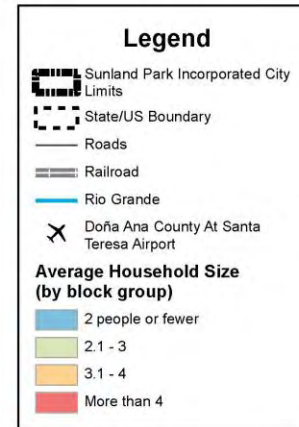 Legend
Sunland Park Incorporated City
Limits
State/US Boundary
Roads
Railroad
Rio Grande
Doña Ana County At Santa
Teresa Airport
Average Household Size
(by block group)
2 people or fewer
2.1 - 3
3.1 - 4
More than 4